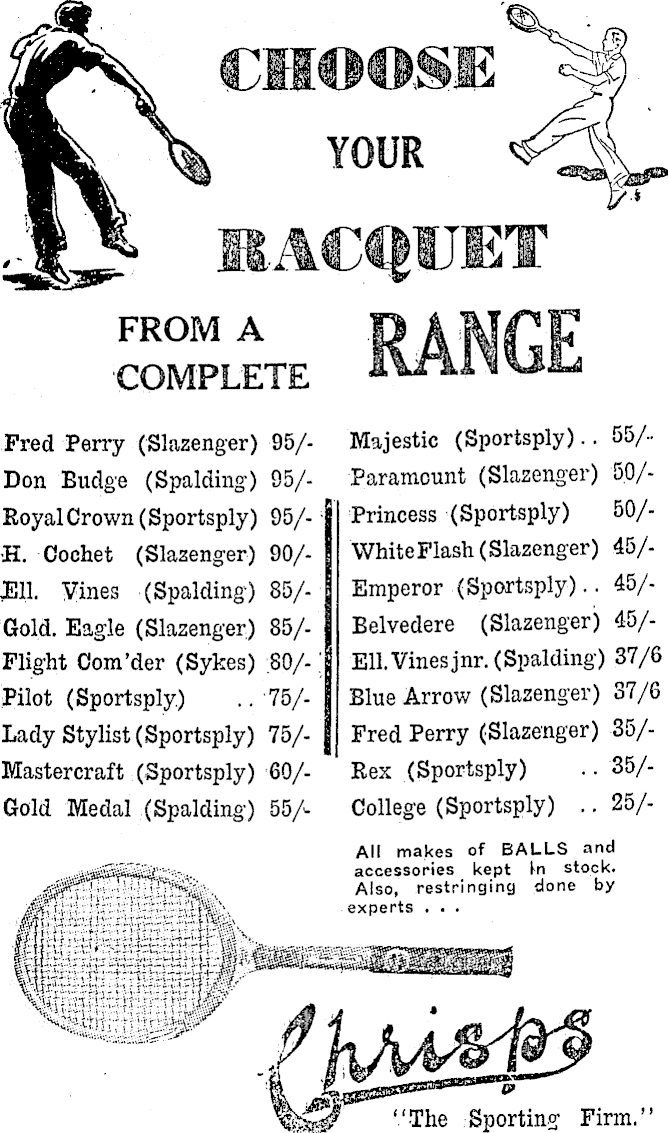 CHOOSE
YOUR
RACQUET
FROM A
COMPLETE
RANGE
Fred Perry (Slazenger) 95/-
Don Budge (Spalding) 95/-
Royal Crown (Sportsply) 95/-
H. Cochet (Slazenger) 90/-
Ell. Vines (Spalding) 85/-
Gold. Eagle (Slazenger) 85/-
Flight Com'der (Sykes) 80/-
Pilot (Sportsply) .. 75/-
Lady Stylist (Sportsply) 75/-
Mastercraft (Sportsply) 60/-
Gold Medal (Spalding) 55/-
Majestic (Sportsply) .. 55/-
Paramount (Slazenger) 50/-
Princess (Sportsply) 50/-
White Flash (Slazenger) 45/-
Emperor (Sportsply) .. 45/-
Belvedere (Slazenger) 45/-
Ell. Vines jnr. (Spalding) 37/6
Blue Arrow (Slazenger) 37/6
Fred Perry (Slazenger) 35/-
Rex (Sportsply) .. 35/-
College (Sportsply) .. 25/-
All makes of BALLS and
accessories kept in stock.
Also, restringing done by
experts . . .
Chrisps
"The Sporting Firm."